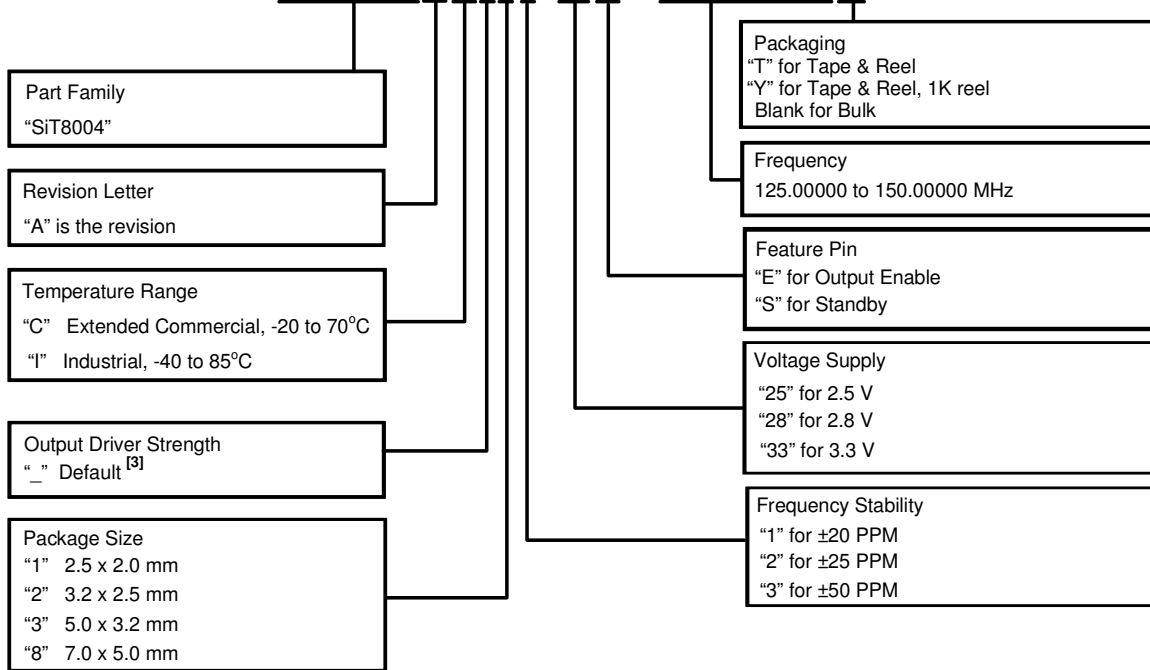 Part Family
“SiT8004”
Revision Letter
“A” is the revision
Temperature Range
“C” Extended Commercial, -20 to 70°C
“I” Industrial, -40 to 85°C
Output Driver Strength
“_” Default [3]
Package Size
“1” 2.5 x 2.0 mm
“2” 3.2 x 2.5 mm
“3” 5.0 x 3.2 mm
“8” 7.0 x 5.0 mm
Packaging
“T” for Tape & Reel
“Y” for Tape & Reel, 1K reel
Blank for Bulk
Frequency
125.00000 to 150.00000 MHz
Feature Pin
“E” for Output Enable
“S” for Standby
Voltage Supply
“25” for 2.5 V
“28” for 2.8 V
“33” for 3.3 V
Frequency Stability
“1” for ±20 PPM
“2” for ±25 PPM
“3” for ±50 PPM